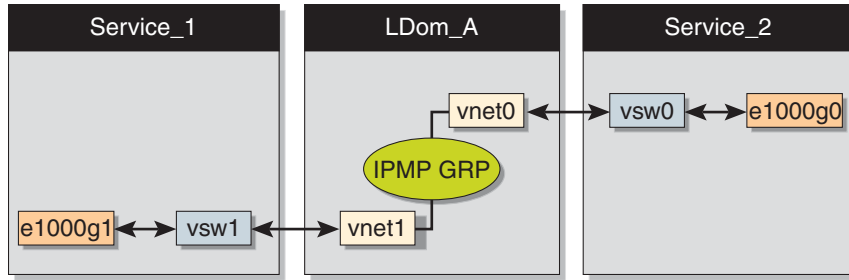 Service_1
LDom_A
Service_2
vnet0
vsw0
e1000g0
IPMP GRP
e1000g1
vsw1
vnet1